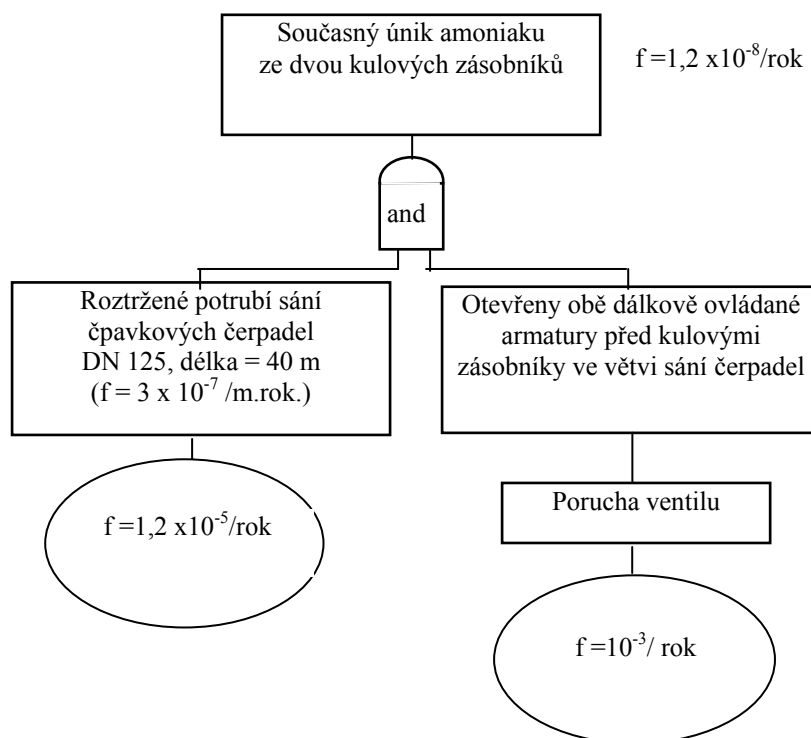 Současný únik amoniaku
ze dvou kulových zásobníků
f =1,2 x10⁻⁸/rok
and
Roztržené potrubí sání
čpavkových čerpadel
DN 125, délka = 40 m
(f = 3 x 10⁻⁷ /m.rok.)
Otevřeny obě dálkově ovládané
armatury před kulovými
zásobníky ve větvi sání čerpadel
f =1,2 x10⁻⁵/rok
Porucha ventilu
f =10⁻³/ rok